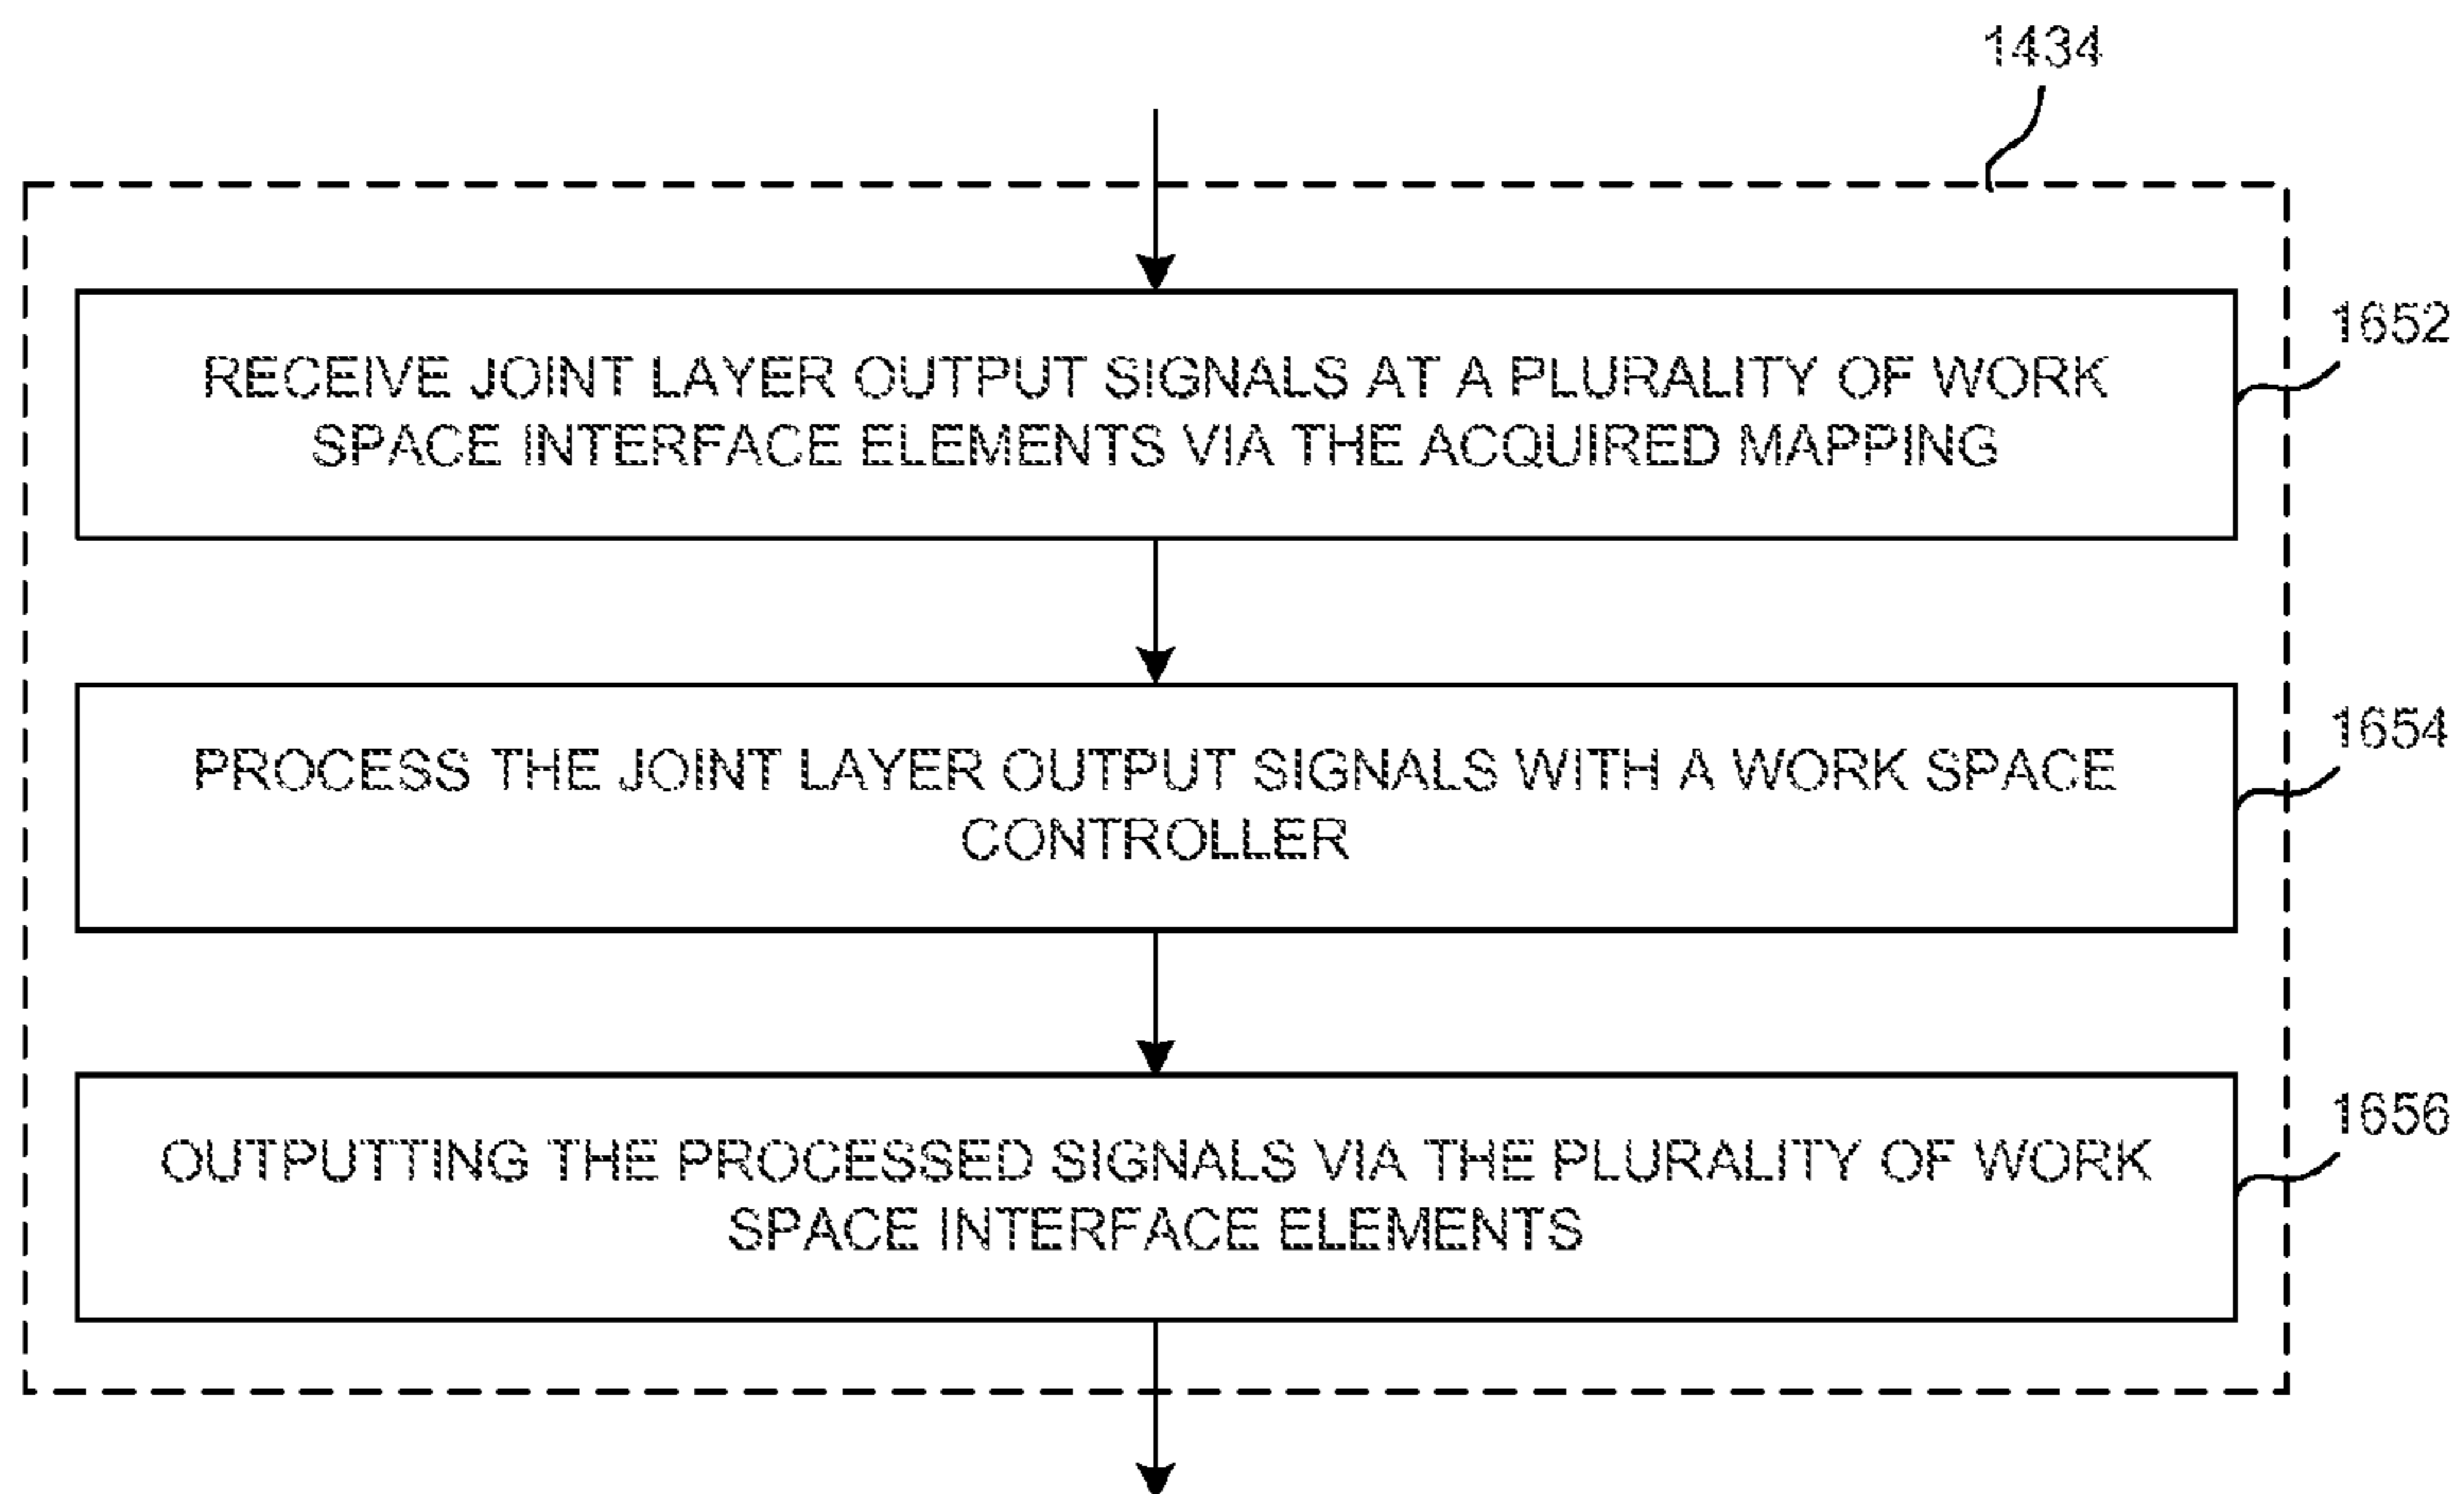 1434
RECEIVE JOINT LAYER OUTPUT SIGNALS AT A PLURALITY OF WORK
SPACE INTERFACE ELEMENTS VIA THE ACQUIRED MAPPING
1652
PROCESS THE JOINT LAYER OUTPUT SIGNALS WITH A WORK SPACE
CONTROLLER
1654
OUTPUTTING THE PROCESSED SIGNALS VIA THE PLURALITY OF WORK
SPACE INTERFACE ELEMENTS
1656